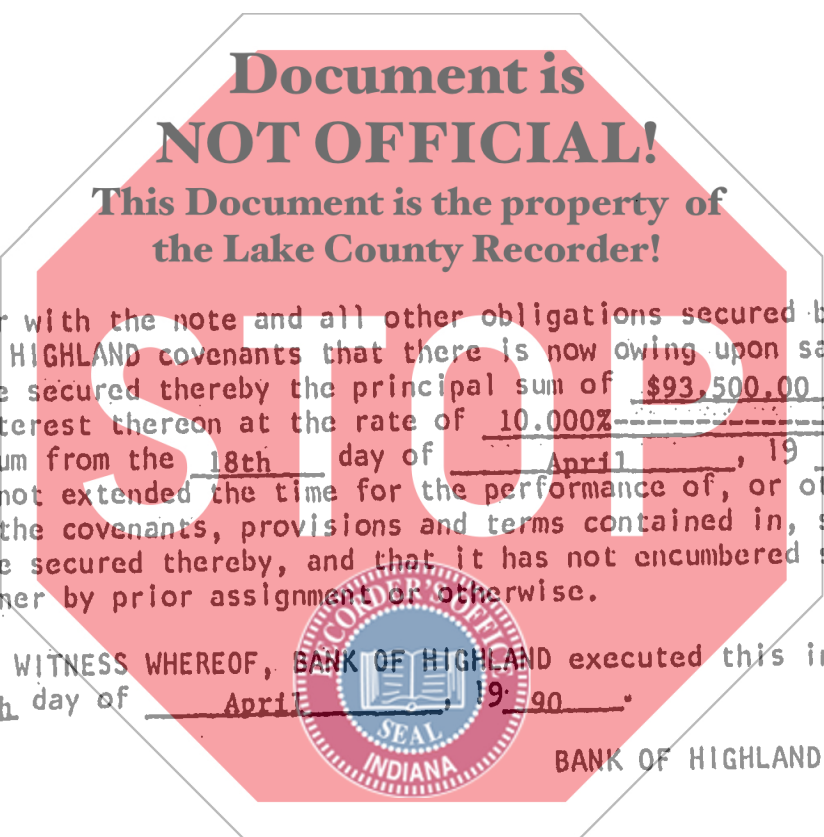 Document is
NOT OFFICIAL!
This Document is the property of
the Lake County Recorder!
STOP
with the note and all other obligations secured
HIGHLAND covenants that there is now owing upon
secured thereby the principal sum of $93,500.00
thereon at the rate of 10.000%
from the 18th day of April, 19
not extended the time for the performance of, or
the covenants, provisions and terms contained in,
secured thereby, and that it has not encumbered
by prior assignment or otherwise.
WITNESS WHEREOF, BANK OF HIGHLAND executed this
day of April, 19 90.
BANK OF HIGHLAND
RECORDER'S OFFICE
SEAL
INDIANA